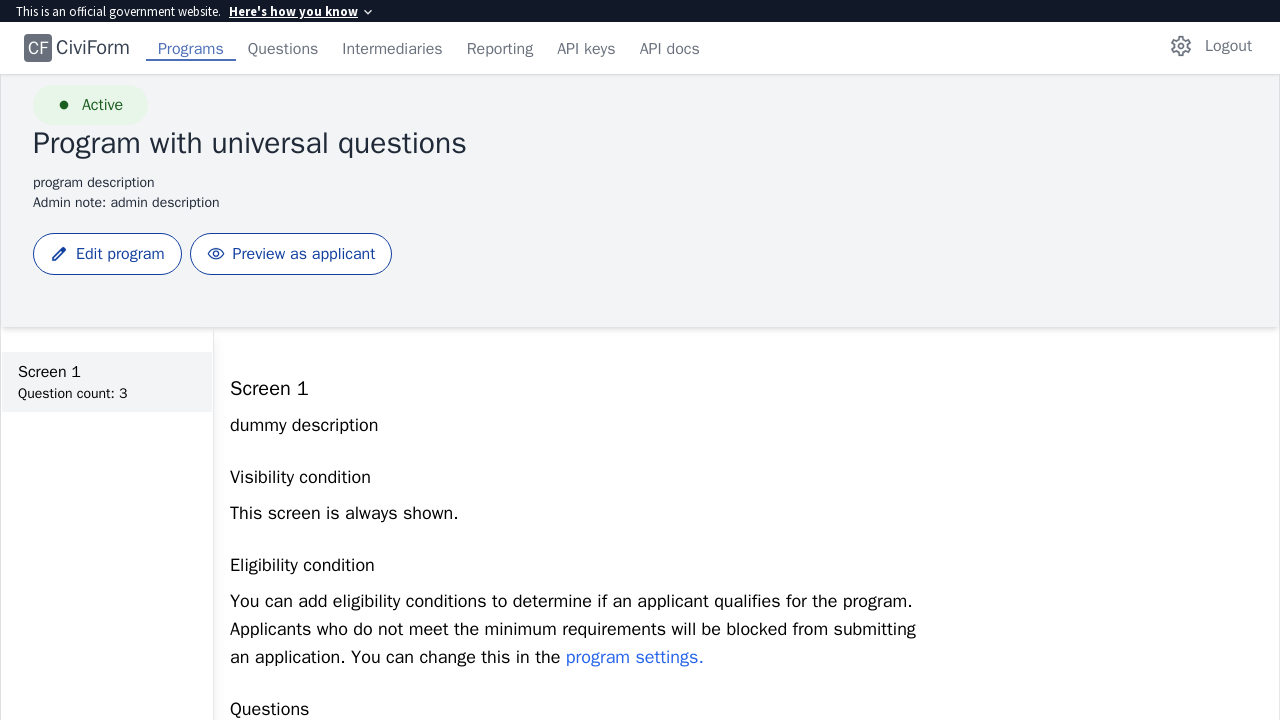 This is an official government website. Here's how you know
CF CiviForm Programs Questions Intermediaries Reporting API keys API docs Logout
Active
Program with universal questions
program description
Admin note: admin description
Edit program Preview as applicant
Screen 1
Question count: 3
Screen 1
dummy description
Visibility condition
This screen is always shown.
Eligibility condition
You can add eligibility conditions to determine if an applicant qualifies for the program.
Applicants who do not meet the minimum requirements will be blocked from submitting
an application. You can change this in the program settings.
Questions